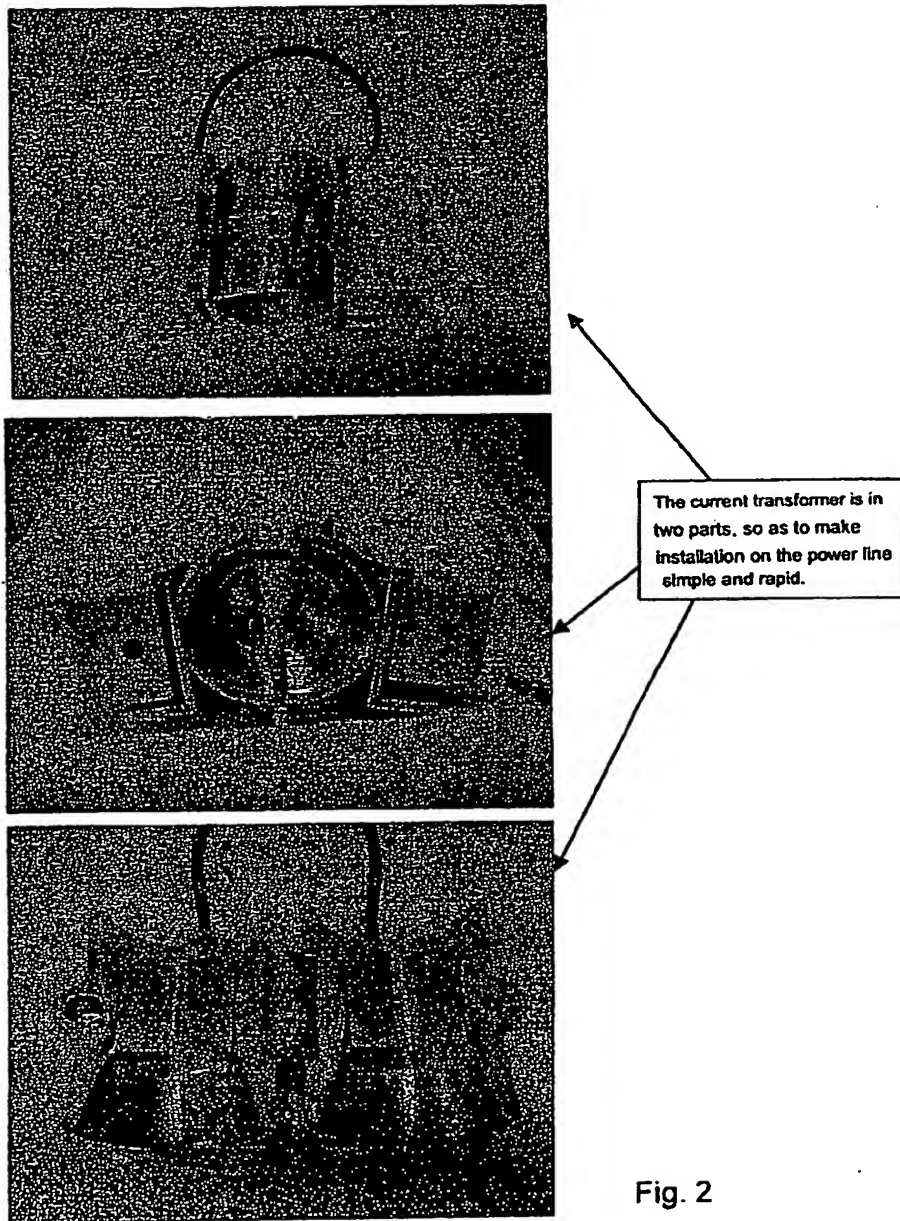 The current transformer is in
two parts, so as to make
installation on the power line
simple and rapid.
Fig. 2